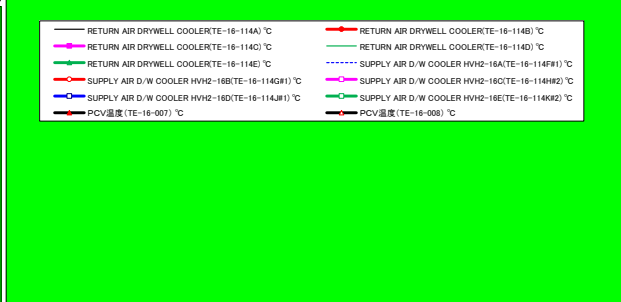 RETURN AIR DRYWELL COOLER(TE-16-114A) ℃ RETURN AIR DRYWELL COOLER(TE-16-114B) ℃
RETURN AIR DRYWELL COOLER(TE-16-114C) ℃ RETURN AIR DRYWELL COOLER(TE-16-114D) ℃
RETURN AIR DRYWELL COOLER(TE-16-114E) ℃ SUPPLY AIR D/W COOLER HVH2-16A(TE-16-114F#1) ℃
SUPPLY AIR D/W COOLER HVH2-16B(TE-16-114G#1) ℃ SUPPLY AIR D/W COOLER HVH2-16C(TE-16-114H#2) ℃
SUPPLY AIR D/W COOLER HVH2-16D(TE-16-114J#1) ℃ SUPPLY AIR D/W COOLER HVH2-16E(TE-16-114K#2) ℃
PCV温度(TE-16-007) ℃ PCV温度(TE-16-008) ℃